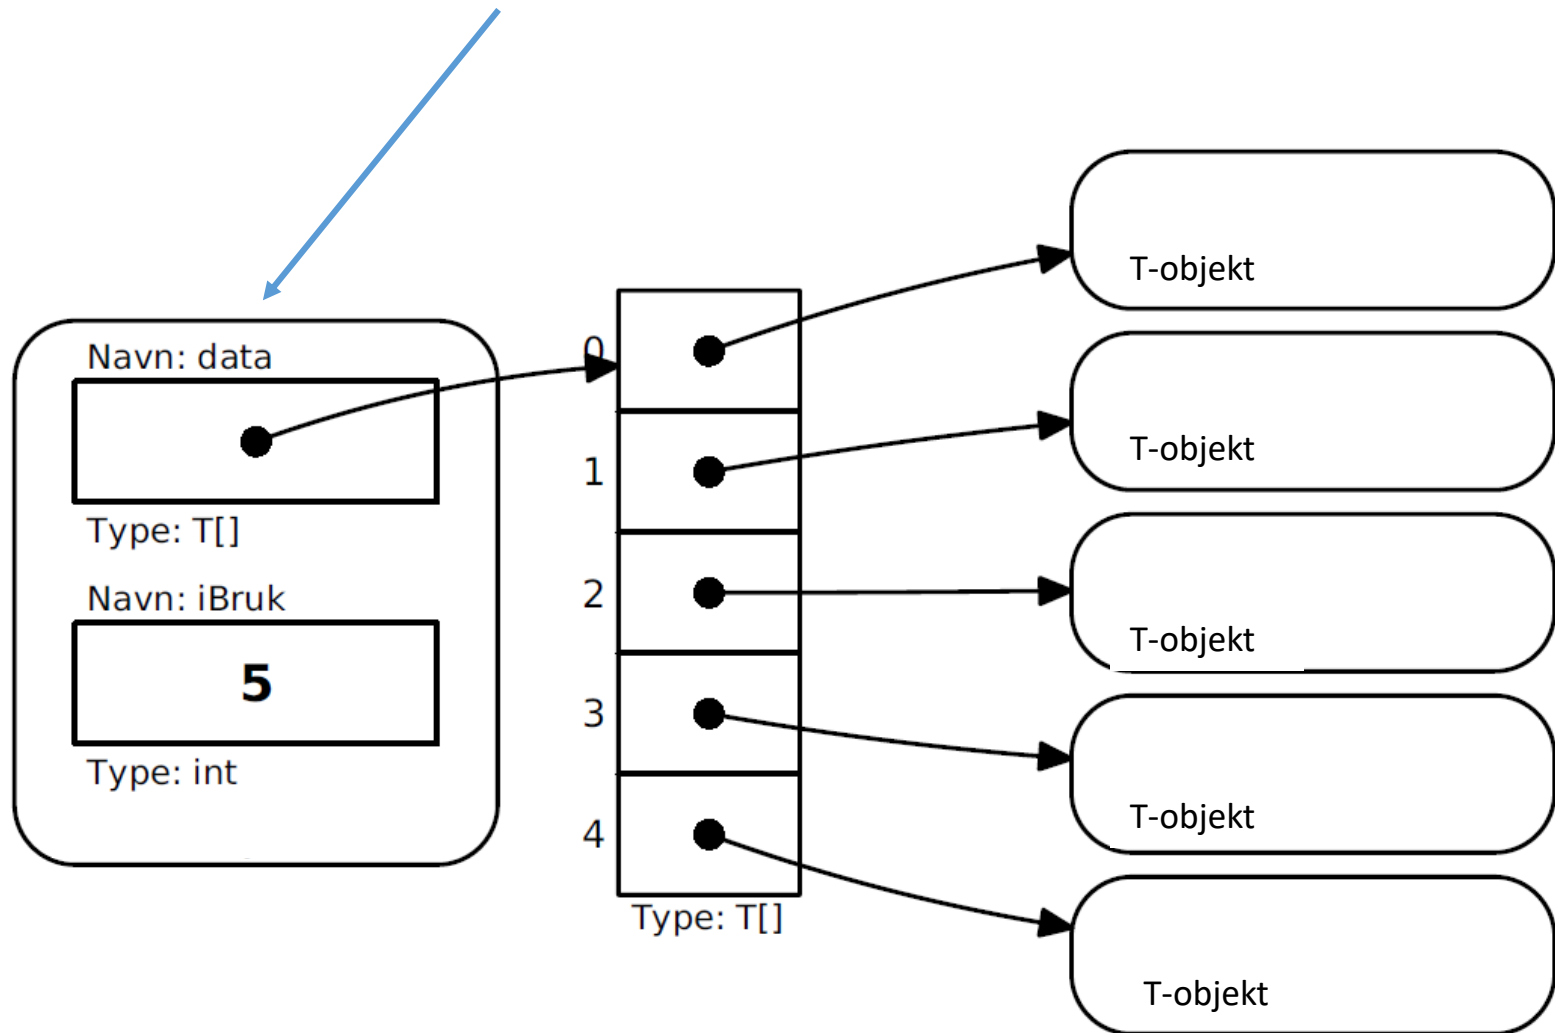 Navn: data
Type: T[]
Navn: iBruk
5
Type: int
0
1
2
3
4
Type: T[]
T-objekt
T-objekt
T-objekt
T-objekt
T-objekt